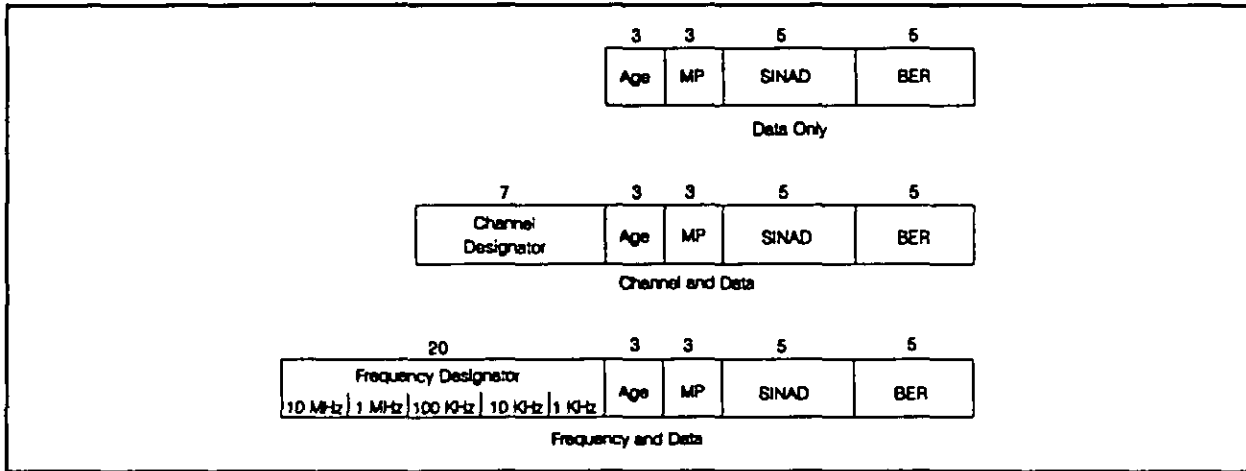 3 3 5 5
Age MP SINAD BER
Data Only
7 3 3 5 5
Channel
Designator Age MP SINAD BER
Channel and Data
20 3 3 5 5
Frequency Designator
10 MHz 1 MHz 100 KHz 10 KHz 1 KHz Age MP SINAD BER
Frequency and Data